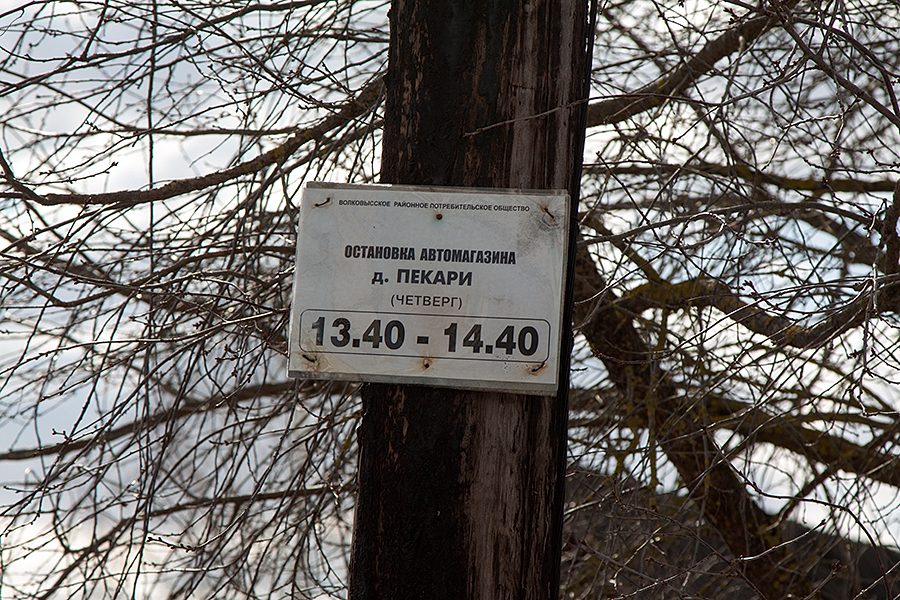 ВОЛКОВЫССКОЕ РАЙОННОЕ ПОТРЕБИТЕЛЬСКОЕ ОБЩЕСТВО
ОСТАНОВКА АВТОМАГАЗИНА
д. ПЕКАРИ
(ЧЕТВЕРГ)
13.40 - 14.40